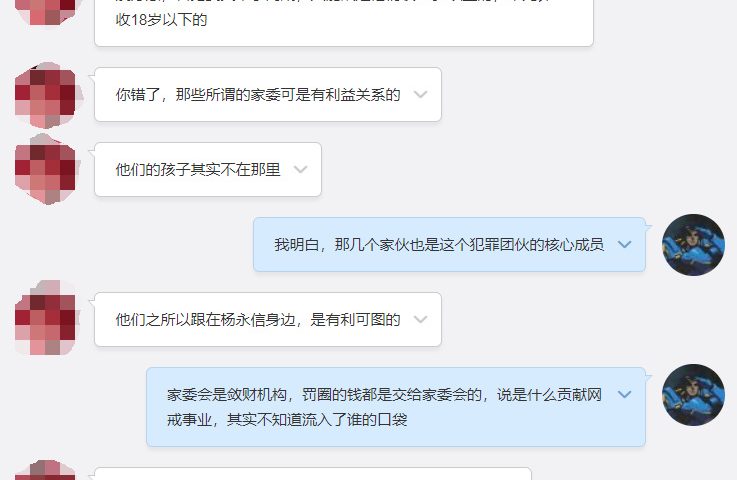 收18岁以下的
你错了，那些所谓的家委可是有利益关系的
他们的孩子其实不在那里
我明白，那几个家伙也是这个犯罪团伙的核心成员
他们之所以跟在杨永信身边，是有利可图的
家委会是敛财机构，罚圈的钱都是交给家委会的，说是什么贡献网
戒事业，其实不知道流入了谁的口袋